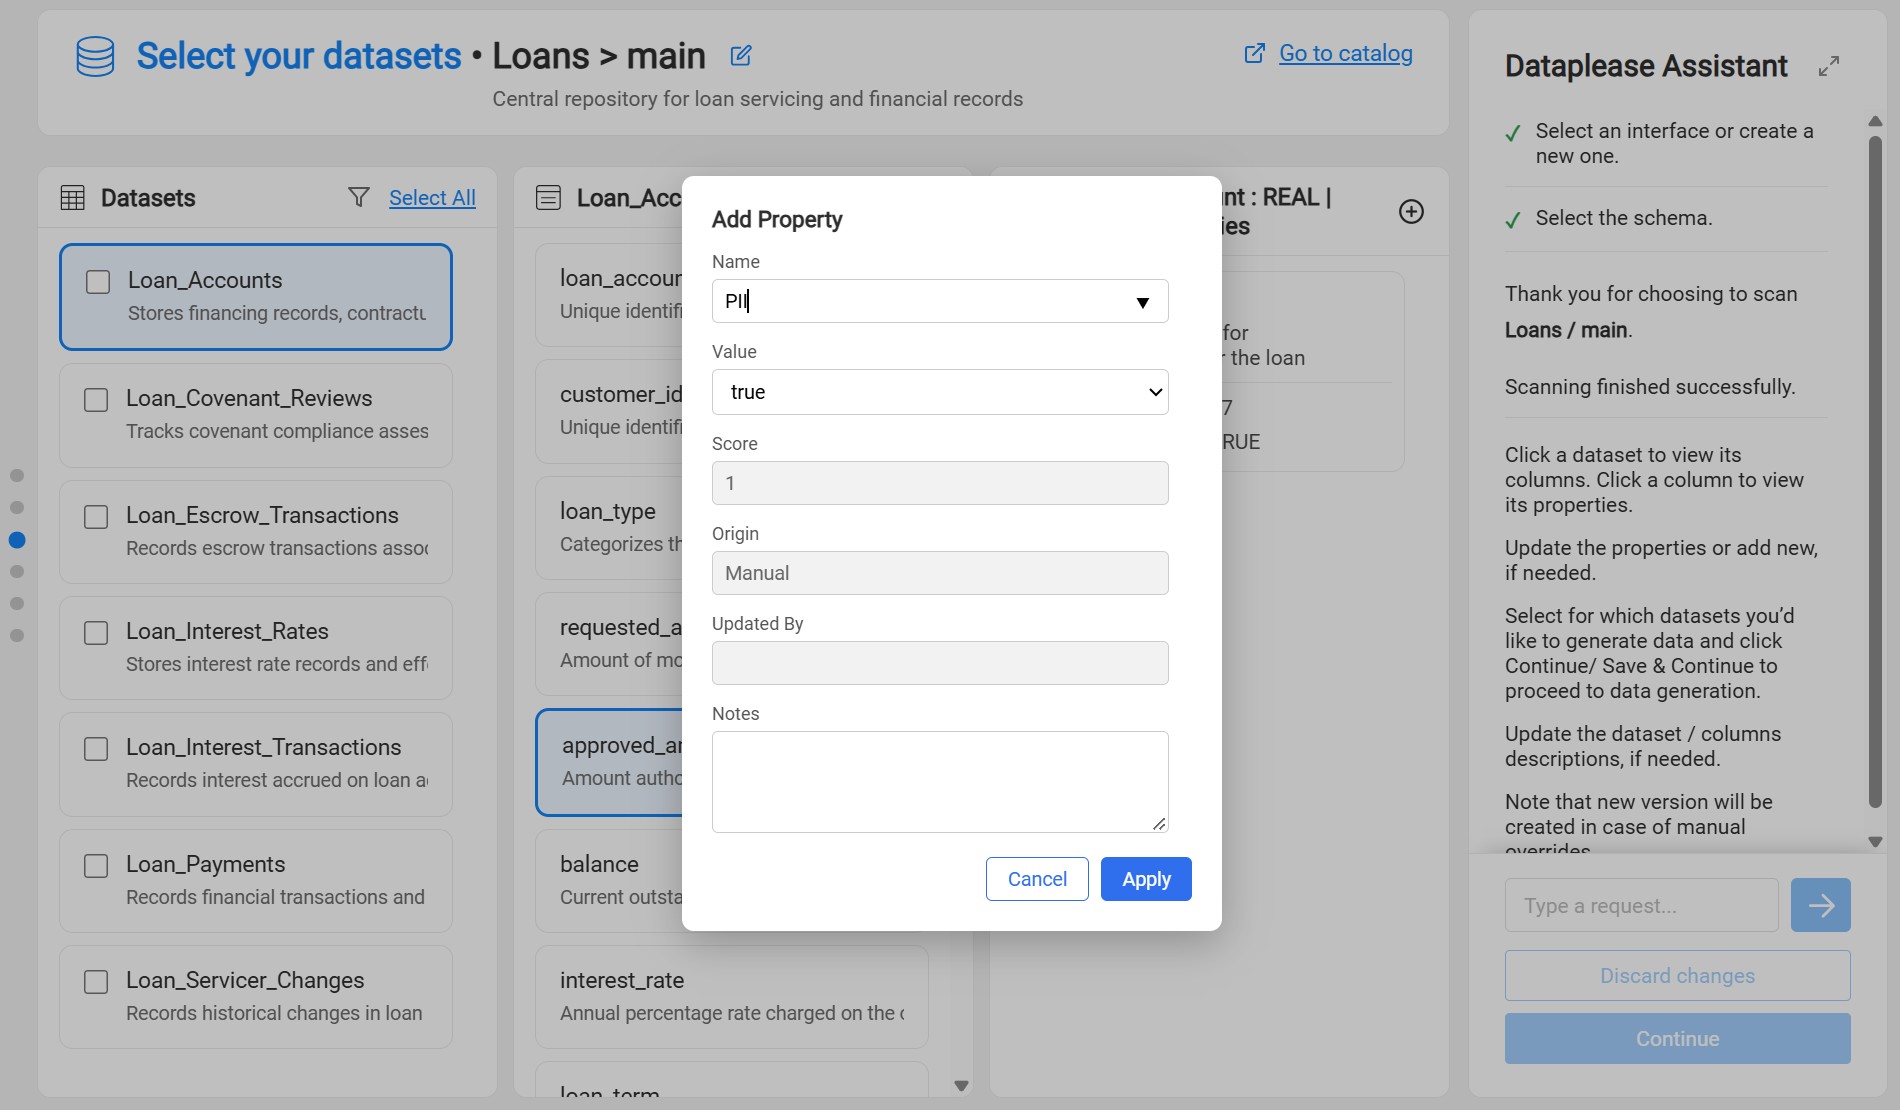 Select your datasets • Loans > main
Go to catalog
Central repository for loan servicing and financial records
Datasets
Select All
Loan_Accounts
Stores financing records, contractu
Loan_Covenant_Reviews
Tracks covenant compliance asses
Loan_Escrow_Transactions
Records escrow transactions assoc
Loan_Interest_Rates
Stores interest rate records and eff
Loan_Interest_Transactions
Records interest accrued on loan a
Loan_Payments
Records financial transactions and
Loan_Servicer_Changes
Records historical changes in loan
Loan_Acc
loan_accoun
Unique identifi
customer_id
Unique identifi
loan_type
Categorizes th
requested_a
Amount of mo
approved_a
Amount autho
balance
Current outsta
interest_rate
Annual percentage rate charged on the
loan_term
Add Property
Name
PII
Value
true
Score
1
Origin
Manual
Updated By
Notes
Cancel
Apply
nt : REAL |
ies
for
r the loan
7
RUE
Dataplease Assistant
Select an interface or create a
new one.
Select the schema.
Thank you for choosing to scan
Loans / main.
Scanning finished successfully.
Click a dataset to view its
columns. Click a column to view
its properties.
Update the properties or add new,
if needed.
Select for which datasets you’d
like to generate data and click
Continue/ Save & Continue to
proceed to data generation.
Update the dataset / columns
descriptions, if needed.
Note that new version will be
created in case of manual
overrides
Type a request...
Discard changes
Continue